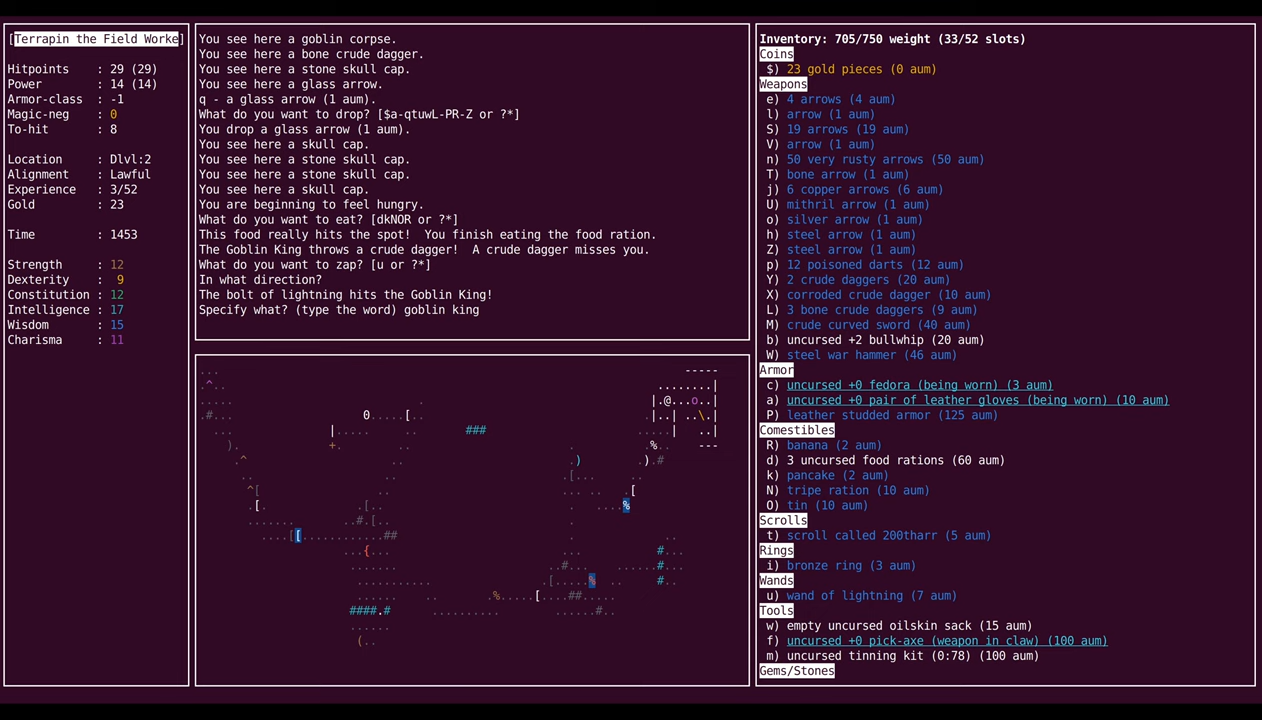 [Terrapin the Field Worke]
Hitpoints : 29 (29)
Power : 14 (14)
Armor-class : -1
Magic-neg : 0
To-hit : 8
Location : Dlvl:2
Alignment : Lawful
Experience : 3/52
Gold : 23
Time : 1453
Strength : 12
Dexterity : 9
Constitution : 12
Intelligence : 17
Wisdom : 15
Charisma : 11
You see here a goblin corpse.
You see here a bone crude dagger.
You see here a stone skull cap.
You see here a glass arrow.
q - a glass arrow (1 aum).
What do you want to drop? [$a-qtuwL-PR-Z or ?*]
You drop a glass arrow (1 aum).
You see here a skull cap.
You see here a stone skull cap.
You see here a stone skull cap.
You see here a skull cap.
You are beginning to feel hungry.
What do you want to eat? [dkNOR or ?*]
This food really hits the spot! You finish eating the food ration.
The Goblin King throws a crude dagger! A crude dagger misses you.
What do you want to zap? [u or ?*]
In what direction?
The bolt of lightning hits the Goblin King!
Specify what? (type the word) goblin king
Inventory: 705/750 weight (33/52 slots)
Coins
$) 23 gold pieces (0 aum)
Weapons
e) 4 arrows (4 aum)
l) arrow (1 aum)
S) 19 arrows (19 aum)
V) arrow (1 aum)
n) 50 very rusty arrows (50 aum)
T) bone arrow (1 aum)
j) 6 copper arrows (6 aum)
U) mithril arrow (1 aum)
o) silver arrow (1 aum)
h) steel arrow (1 aum)
Z) steel arrow (1 aum)
p) 12 poisoned darts (12 aum)
Y) 2 crude daggers (20 aum)
X) corroded crude dagger (10 aum)
L) 3 bone crude daggers (9 aum)
M) crude curved sword (40 aum)
b) uncursed +2 bullwhip (20 aum)
W) steel war hammer (46 aum)
Armor
c) uncursed +0 fedora (being worn) (3 aum)
a) uncursed +0 pair of leather gloves (being worn) (10 aum)
P) leather studded armor (125 aum)
Comestibles
R) banana (2 aum)
d) 3 uncursed food rations (60 aum)
k) pancake (2 aum)
N) tripe ration (10 aum)
O) tin (10 aum)
Scrolls
t) scroll called 200tharr (5 aum)
Rings
i) bronze ring (3 aum)
Wands
u) wand of lightning (7 aum)
Tools
w) empty uncursed oilskin sack (15 aum)
f) uncursed +0 pick-axe (weapon in claw) (100 aum)
m) uncursed tinning kit (0:78) (100 aum)
Gems/Stones